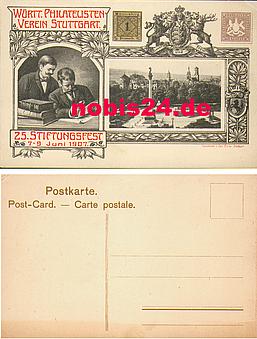 WÜRTT. PHILATELISTEN
VEREIN STUTTGART.
nobis24.de
25. STIFTUNGSFEST
7-9 Juni 1907.
Postkarte.
Post-Card. — Carte postale.